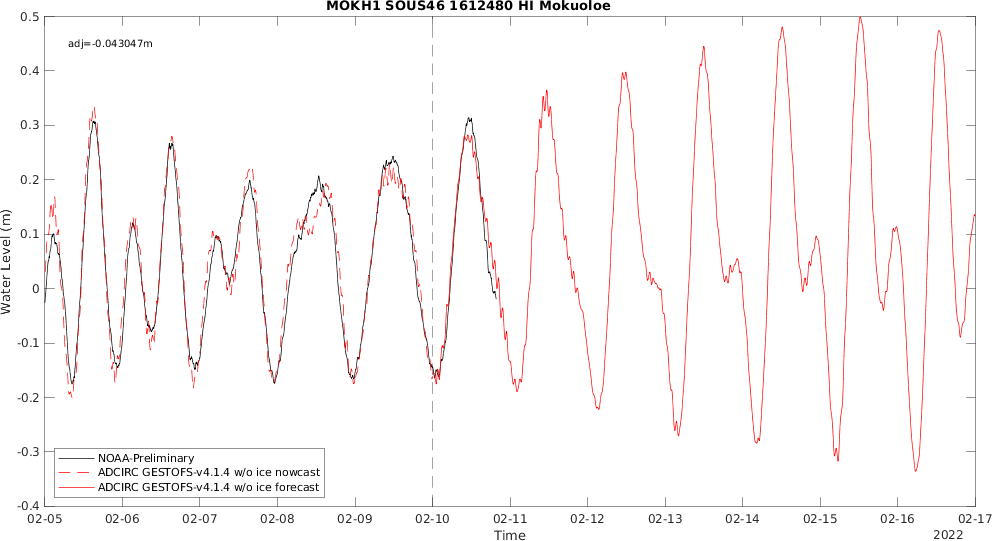 MOKH1 SOUS46 1612480 HI Mokuoloe
adj=-0.043047m
Water Level (m)
0.5
0.4
0.3
0.2
0.1
0
-0.1
-0.2
-0.3
-0.4
NOAA-Preliminary
ADCIRC GESTOFS-v4.1.4 w/o ice nowcast
ADCIRC GESTOFS-v4.1.4 w/o ice forecast
02-05 02-06 02-07 02-08 02-09 02-10 02-11 02-12 02-13 02-14 02-15 02-16 02-17
Time
2022